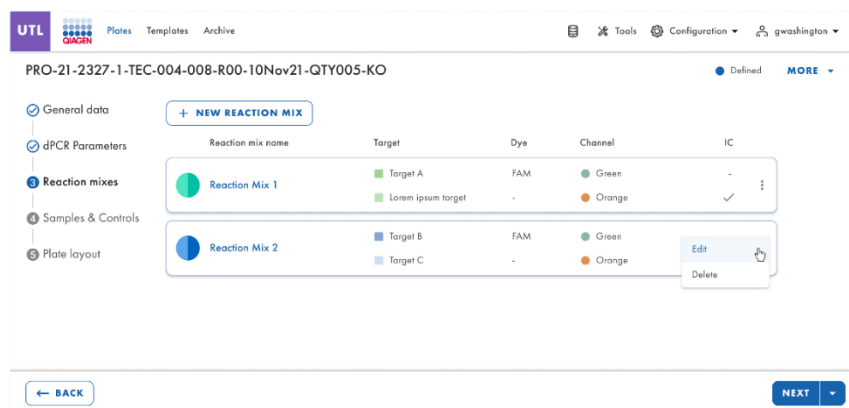 UTL QIAGEN Plates Templates Archive Tools Configuration gwashington
PRO-21-2327-1-TEC-004-008-R00-10Nov21-QTY005-KO Defined MORE
General data
+ NEW REACTION MIX
Reaction mix name Target Dye Channel IC
dPCR Parameters
Target A FAM Green -
3 Reaction mixes
Reaction Mix 1
Lorem ipsum target - Orange
4 Samples & Controls
Target B FAM Green
Reaction Mix 2
Edit
5 Plate layout
Target C - Orange
Delete
← BACK NEXT